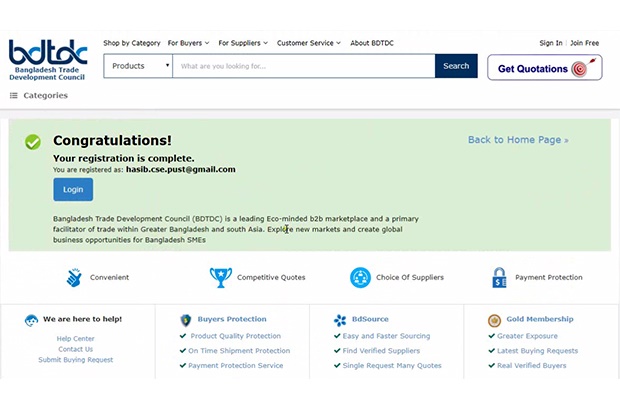 bdtdc
Bangladesh Trade
Development Council
Shop by Category For Buyers For Suppliers Customer Service About BDTDC
Sign In | Join Free
Products What are you looking for... Search
Get Quotations
Categories
Congratulations!
Back to Home Page »
Your registration is complete.
You are registered as: hasib.cse.pust@gmail.com
Login
Bangladesh Trade Development Council (BDTDC) is a leading Eco-minded b2b marketplace and a primary
facilitator of trade within Greater Bangladesh and south Asia. Explore new markets and create global
business opportunities for Bangladesh SMEs
Convenient
Competitive Quotes
Choice Of Suppliers
Payment Protection
We are here to help!
Help Center
Contact Us
Submit Buying Request
Buyers Protection
Product Quality Protection
On Time Shipment Protection
Payment Protection Service
BdSource
Easy and Faster Sourcing
Find Verified Suppliers
Single Request Many Quotes
Gold Membership
Greater Exposure
Latest Buying Requests
Real Verified Buyers